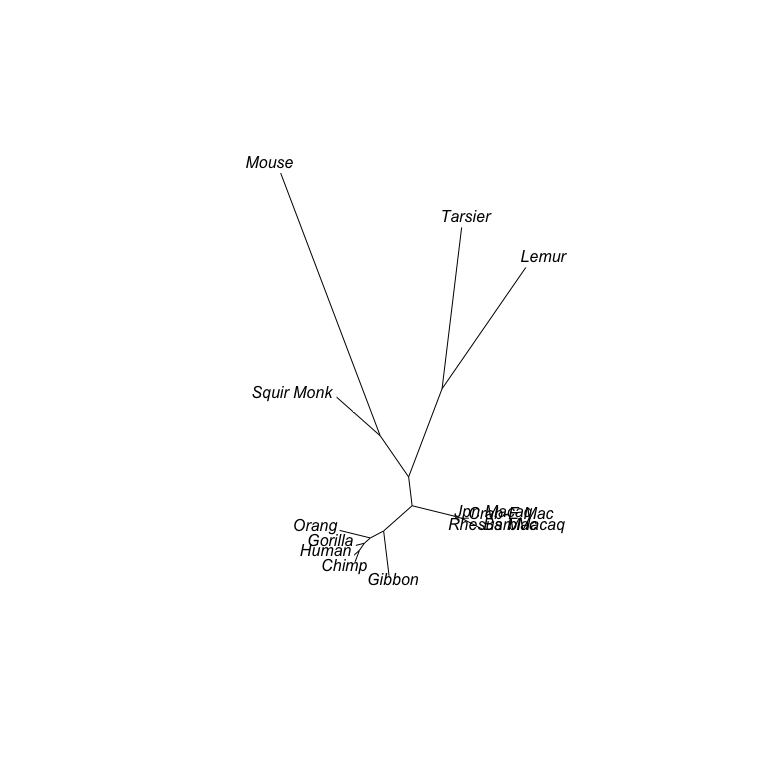 Mouse
Tarsier
Lemur
Squir Monk
Jpn Macaq
Crab-E.Mac
Orang
Rhesus Mac
BarbMacaq
Gorilla
Human
Chimp
Gibbon